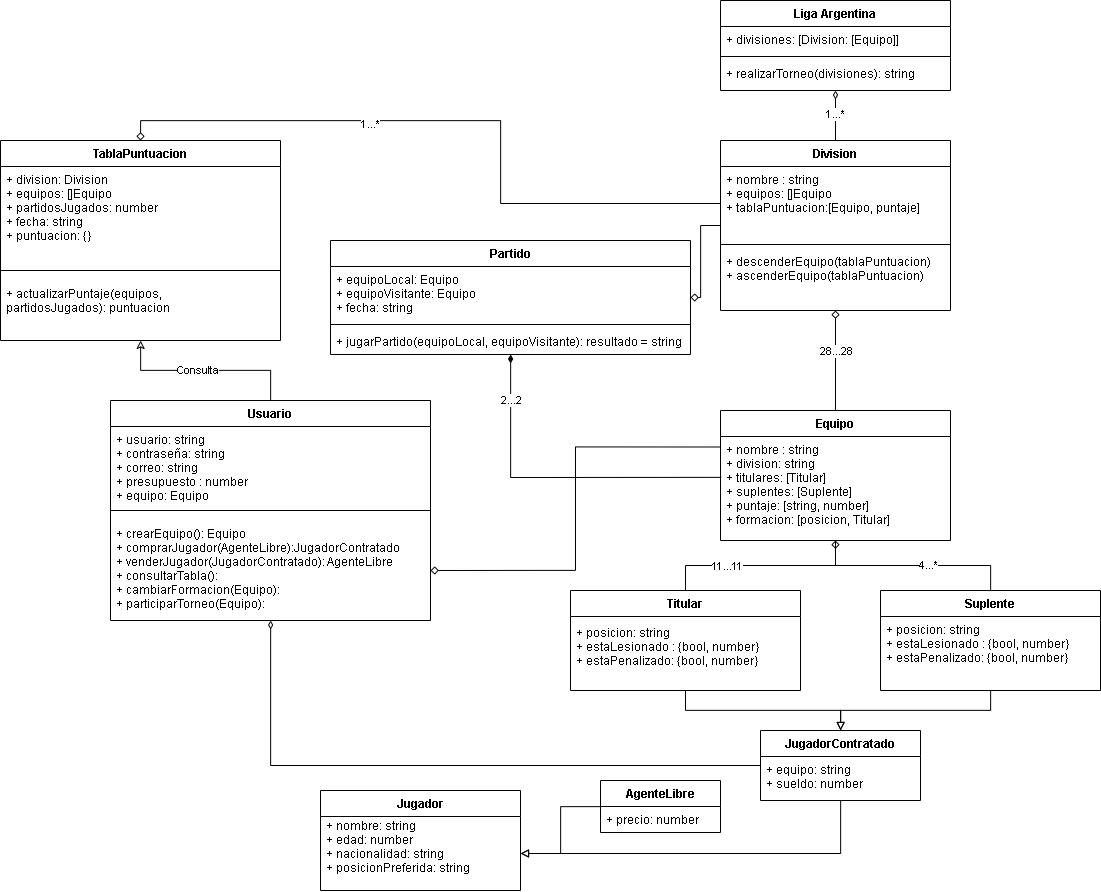 Liga Argentina
+ divisiones: [Division: [Equipo]]
+ realizarTorneo(divisiones): string
1...*
1...*
TablaPuntuacion
+ division: Division
+ equipos: []Equipo
+ partidosJugados: number
+ fecha: string
+ puntuacion: {}
+ actualizarPuntaje(equipos,
partidosJugados): puntuacion
Division
+ nombre : string
+ equipos: []Equipo
+ tablaPuntuacion:[Equipo, puntaje]
+ descenderEquipo(tablaPuntuacion)
+ ascenderEquipo(tablaPuntuacion)
Partido
+ equipoLocal: Equipo
+ equipoVisitante: Equipo
+ fecha: string
+ jugarPartido(equipoLocal, equipoVisitante): resultado = string
28...28
Consulta
2...2
Usuario
+ usuario: string
+ contraseña: string
+ correo: string
+ presupuesto : number
+ equipo: Equipo
+ crearEquipo(): Equipo
+ comprarJugador(AgenteLibre):JugadorContratado
+ venderJugador(JugadorContratado): AgenteLibre
+ consultarTabla():
+ cambiarFormacion(Equipo):
+ participarTorneo(Equipo):
Equipo
+ nombre : string
+ division: string
+ titulares: [Titular]
+ suplentes: [Suplente]
+ puntaje: [string, number]
+ formacion: [posicion, Titular]
11...11
4...*
Titular
+ posicion: string
+ estaLesionado : {bool, number}
+ estaPenalizado: {bool, number}
Suplente
+ posicion: string
+ estaLesionado : {bool, number}
+ estaPenalizado: {bool, number}
JugadorContratado
+ equipo: string
+ sueldo: number
AgenteLibre
+ precio: number
Jugador
+ nombre: string
+ edad: number
+ nacionalidad: string
+ posicionPreferida: string